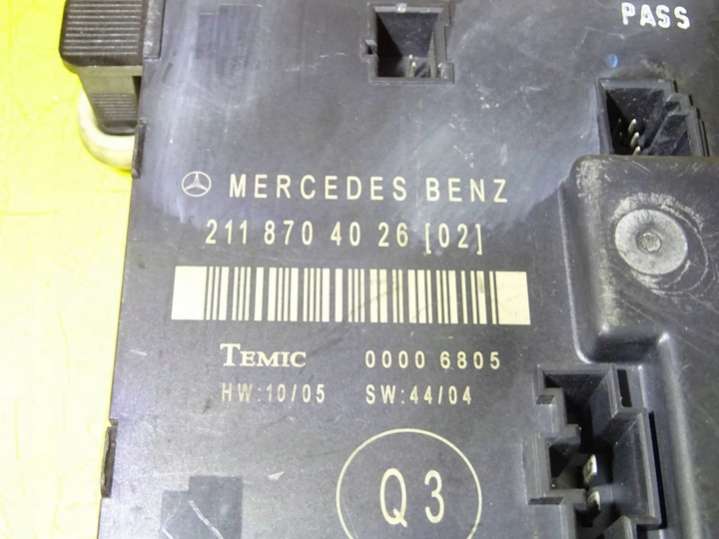 PASS
MERCEDES BENZ
211 870 40 26 [02]
TEMIC 0000 6805
HW:10/05 SW:44/04
Q3